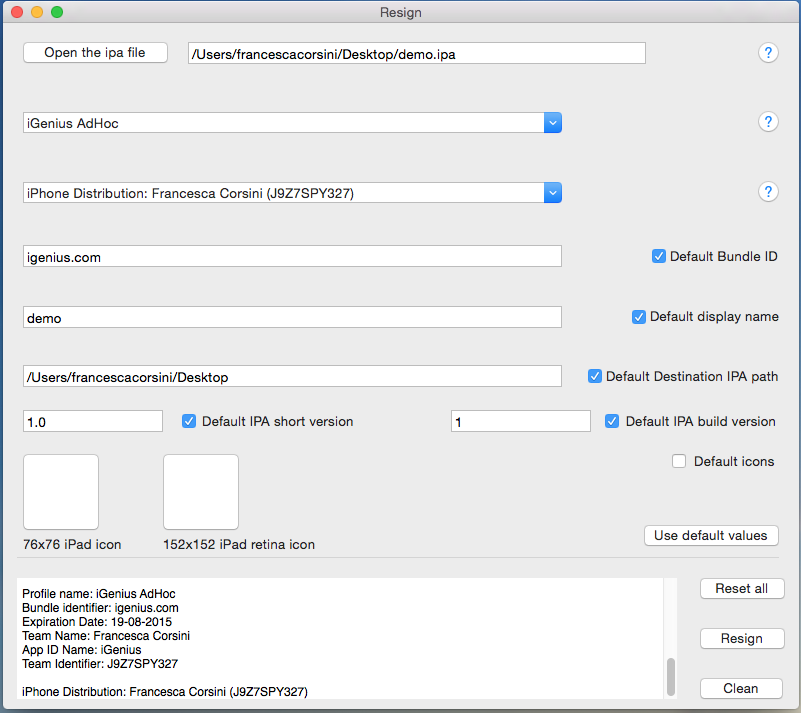 Resign
Open the ipa file
/Users/francescacorsini/Desktop/demo.ipa
?
iGenius AdHoc
?
iPhone Distribution: Francesca Corsini (J9Z7SPY327)
?
igenius.com
Default Bundle ID
demo
Default display name
/Users/francescacorsini/Desktop
Default Destination IPA path
1.0
Default IPA short version
1
Default IPA build version
Default icons
76x76 iPad icon
152x152 iPad retina icon
Use default values
Profile name: iGenius AdHoc
Bundle identifier: igenius.com
Expiration Date: 19-08-2015
Team Name: Francesca Corsini
App ID Name: iGenius
Team Identifier: J9Z7SPY327
iPhone Distribution: Francesca Corsini (J9Z7SPY327)
Reset all
Resign
Clean